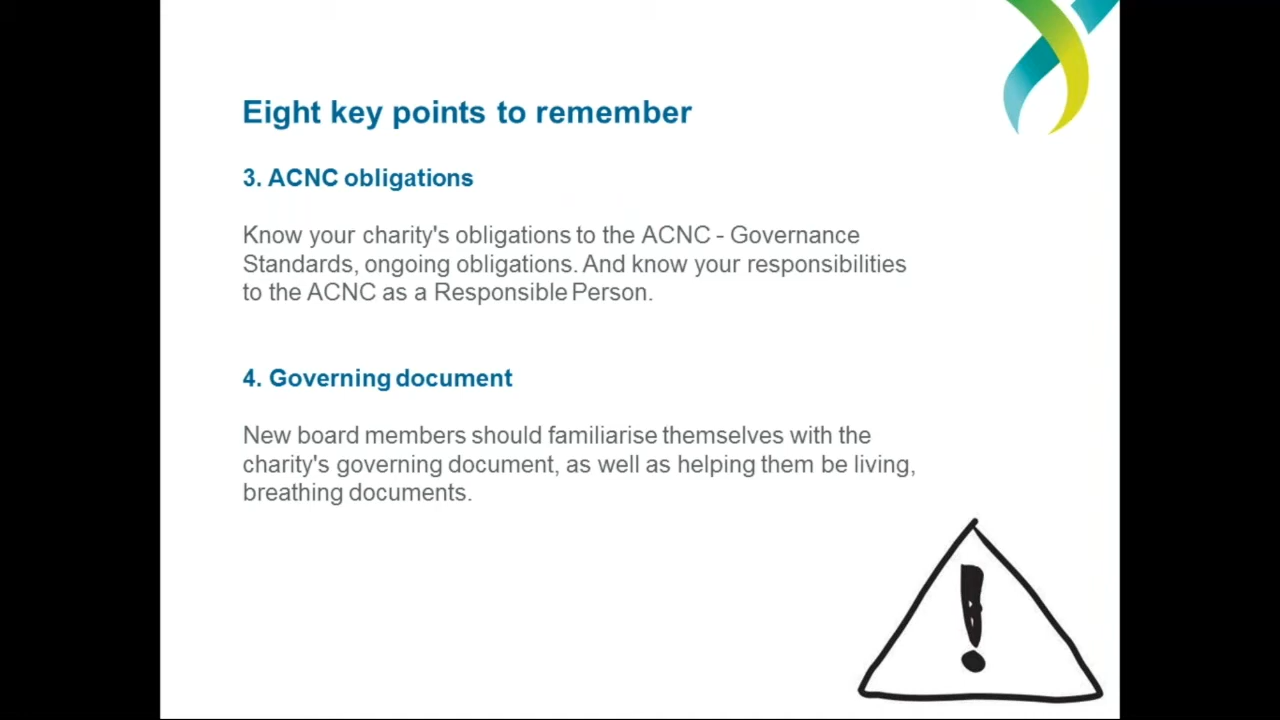 Eight key points to remember
3. ACNC obligations
Know your charity's obligations to the ACNC - Governance
Standards, ongoing obligations. And know your responsibilities
to the ACNC as a Responsible Person.
4. Governing document
New board members should familiarise themselves with the
charity's governing document, as well as helping them be living,
breathing documents.
!